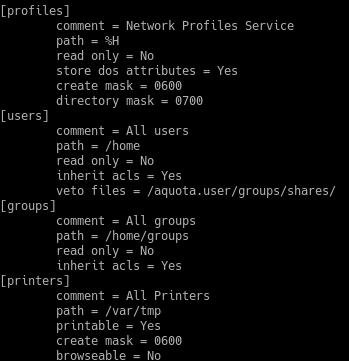 [profiles]
comment = Network Profiles Service
path = %H
read only = No
store dos attributes = Yes
create mask = 0600
directory mask = 0700
[users]
comment = All users
path = /home
read only = No
inherit acls = Yes
veto files = /aquota.user/groups/shares/
[groups]
comment = All groups
path = /home/groups
read only = No
inherit acls = Yes
[printers]
comment = All Printers
path = /var/tmp
printable = Yes
create mask = 0600
browseable = No